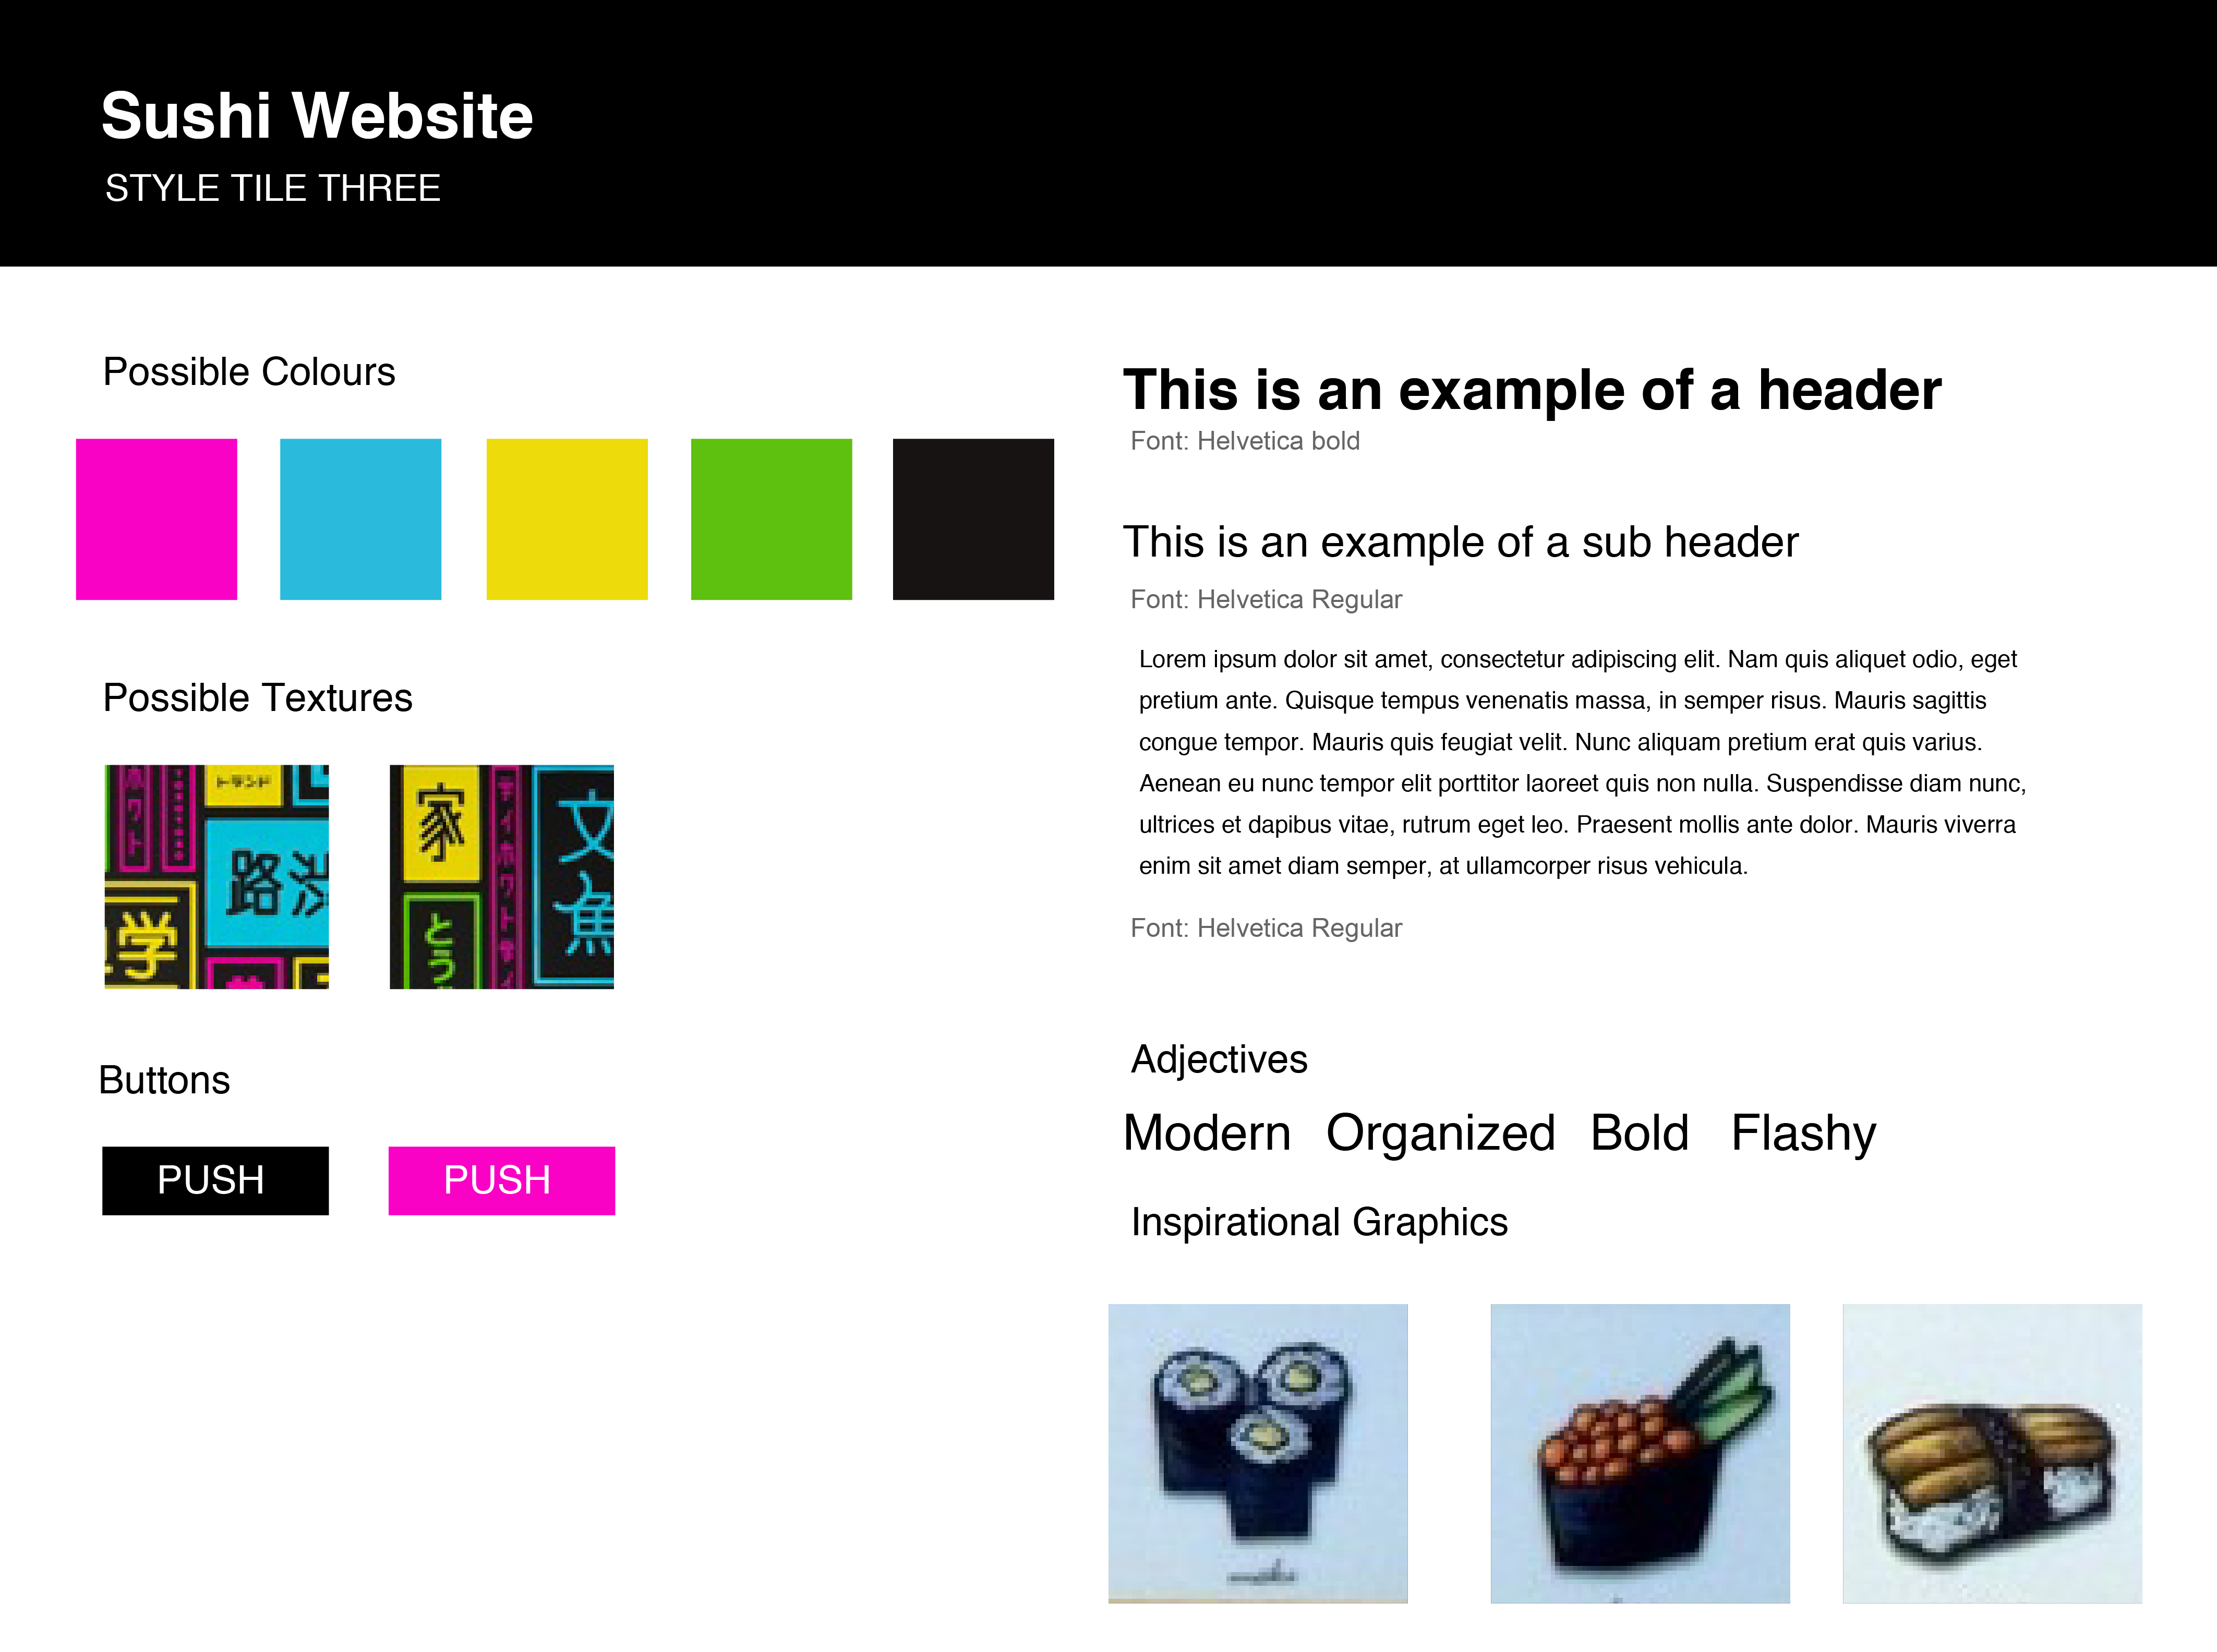 Sushi Website
STYLE TILE THREE
Possible Colours
Possible Textures
トランド
路渋
学
家
文
魚
とう
Buttons
PUSH
PUSH
This is an example of a header
Font: Helvetica bold
This is an example of a sub header
Font: Helvetica Regular
Lorem ipsum dolor sit amet, consectetur adipiscing elit. Nam quis aliquet odio, eget
pretium ante. Quisque tempus venenatis massa, in semper risus. Mauris sagittis
congue tempor. Mauris quis feugiat velit. Nunc aliquam pretium erat quis varius.
Aenean eu nunc tempor elit porttitor laoreet quis non nulla. Suspendisse diam nunc,
ultrices et dapibus vitae, rutrum eget leo. Praesent mollis ante dolor. Mauris viverra
enim sit amet diam semper, at ullamcorper risus vehicula.
Font: Helvetica Regular
Adjectives
Modern Organized Bold Flashy
Inspirational Graphics